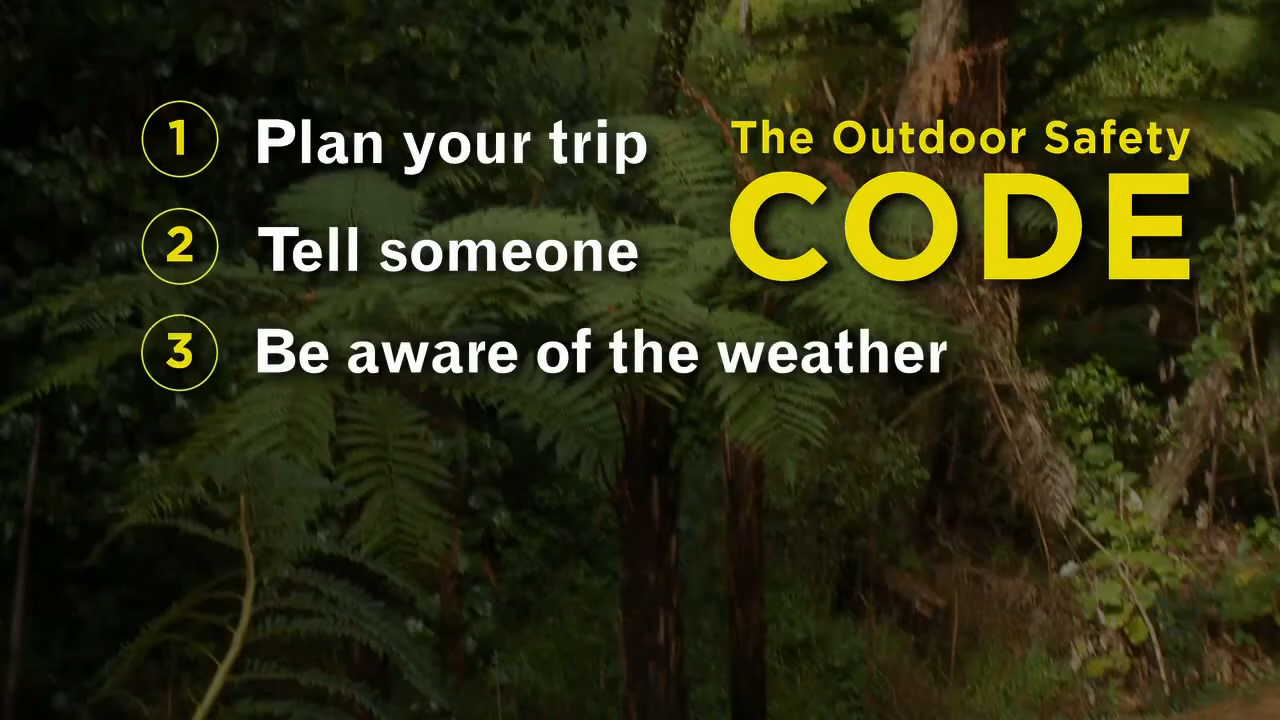 The Outdoor Safety
CODE
1 Plan your trip
2 Tell someone
3 Be aware of the weather